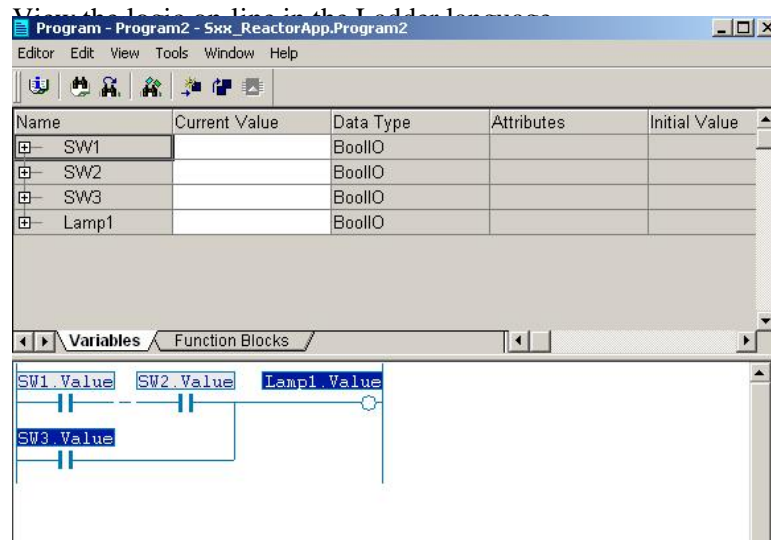 View the logic on-line in the Ladder language
Program - Program2 - Sxx_ReactorApp.Program2
Editor Edit View Tools Window Help
Name Current Value Data Type Attributes Initial Value
SW1 BoolIO
SW2 BoolIO
SW3 BoolIO
Lamp1 BoolIO
Variables Function Blocks
SW1.Value SW2.Value Lamp1.Value
SW3.Value